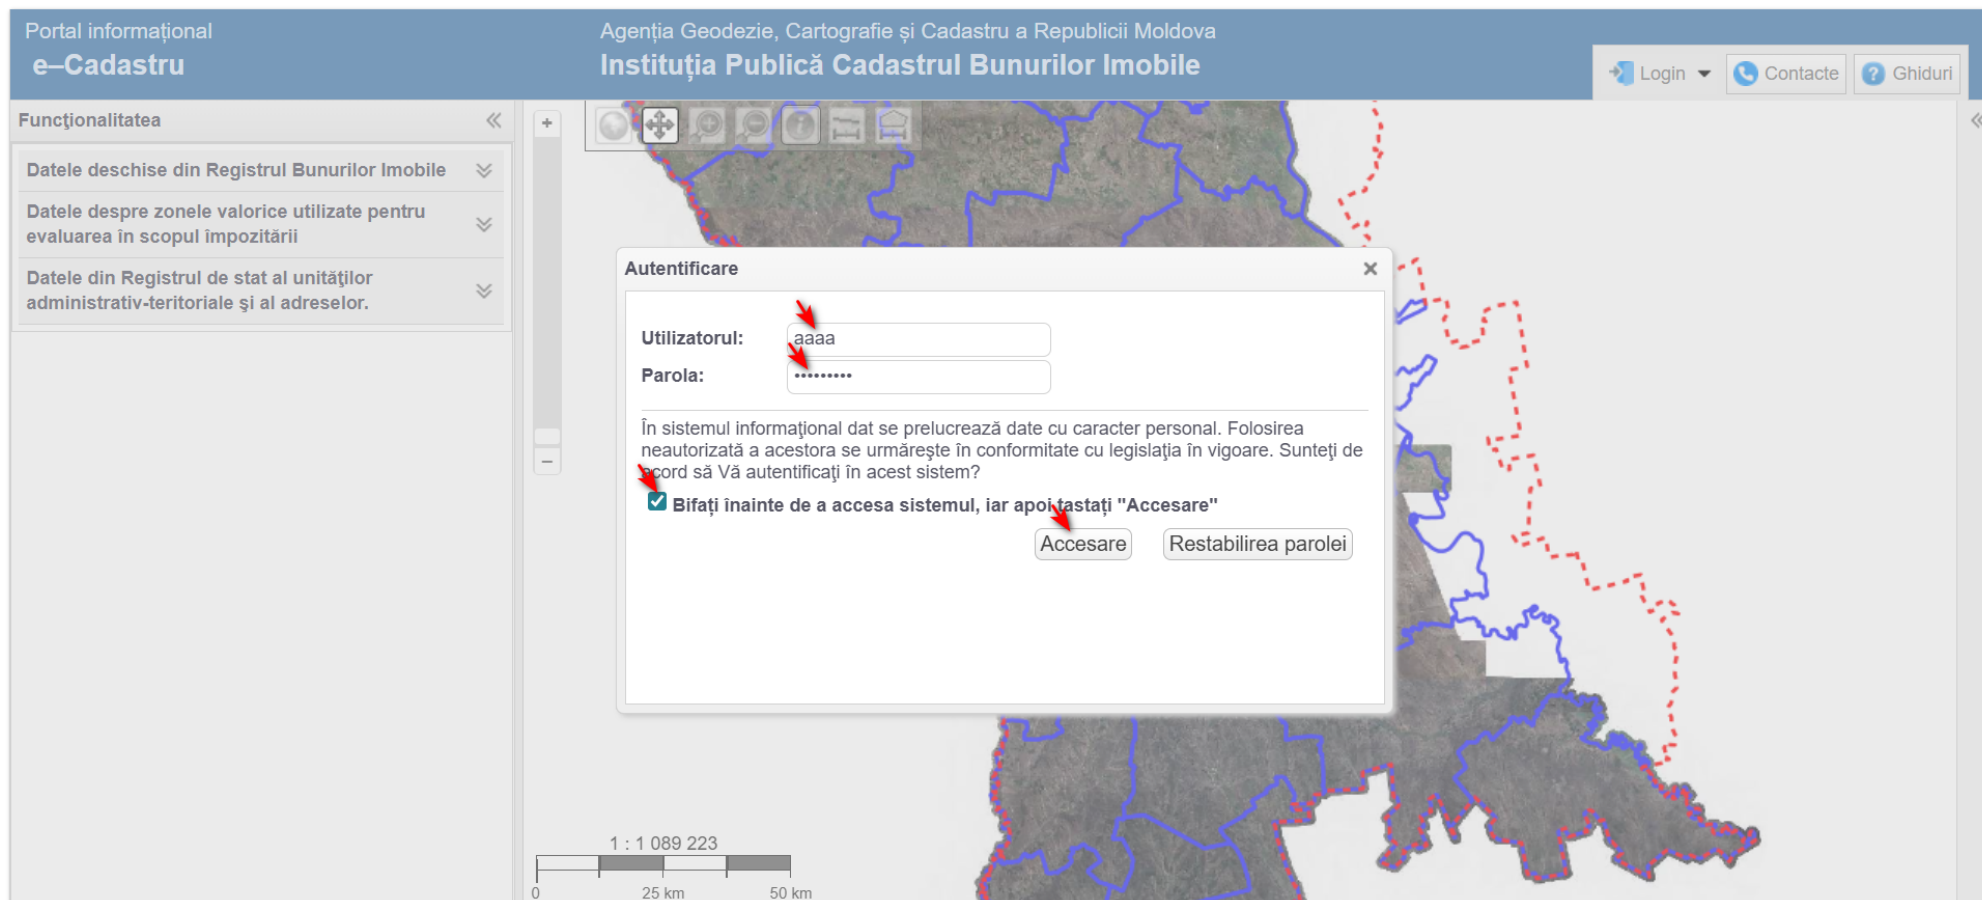 Portal informațional
e–Cadastru
Agenția Geodezie, Cartografie și Cadastru a Republicii Moldova
Instituția Publică Cadastrul Bunurilor Imobile
Login
Contacte
Ghiduri
Funcţionalitatea
Datele deschise din Registrul Bunurilor Imobile
Datele despre zonele valorice utilizate pentru
evaluarea în scopul împozitării
Datele din Registrul de stat al unităţilor
administrativ-teritoriale şi al adreselor.
Autentificare
Utilizatorul:
aaaa
Parola:
•••••••••
În sistemul informaţional dat se prelucrează date cu caracter personal. Folosirea
neautorizată a acestora se urmăreşte în conformitate cu legislaţia în vigoare. Sunteţi de
acord să Vă autentificaţi în acest sistem?
Bifați înainte de a accesa sistemul, iar apoi tastați "Accesare"
Accesare
Restabilirea parolei
1 : 1 089 223
0
25 km
50 km